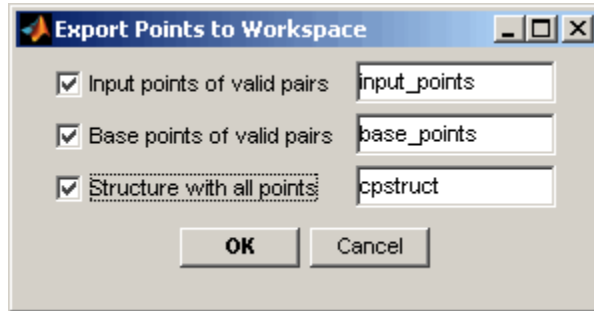 Export Points to Workspace
Input points of valid pairs input_points
Base points of valid pairs base_points
Structure with all points cpstruct
OK Cancel